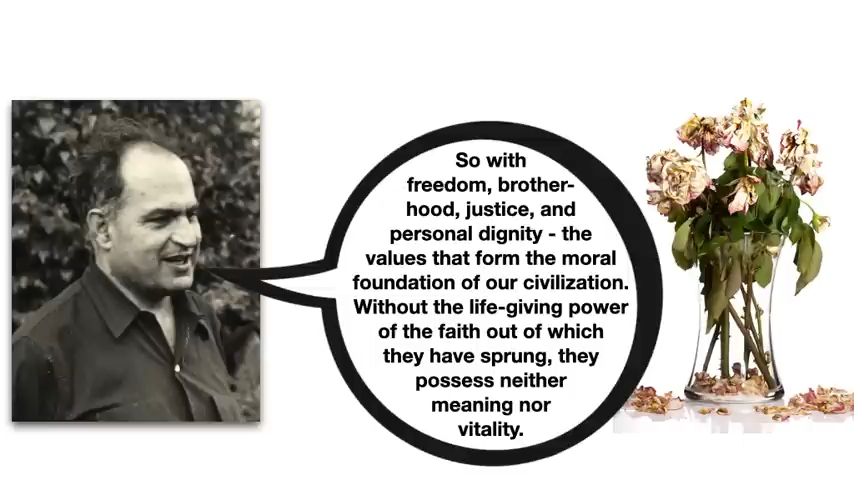 So with
freedom, brother-
hood, justice, and
personal dignity - the
values that form the moral
foundation of our civilization.
Without the life-giving power
of the faith out of which
they have sprung, they
possess neither
meaning nor
vitality.